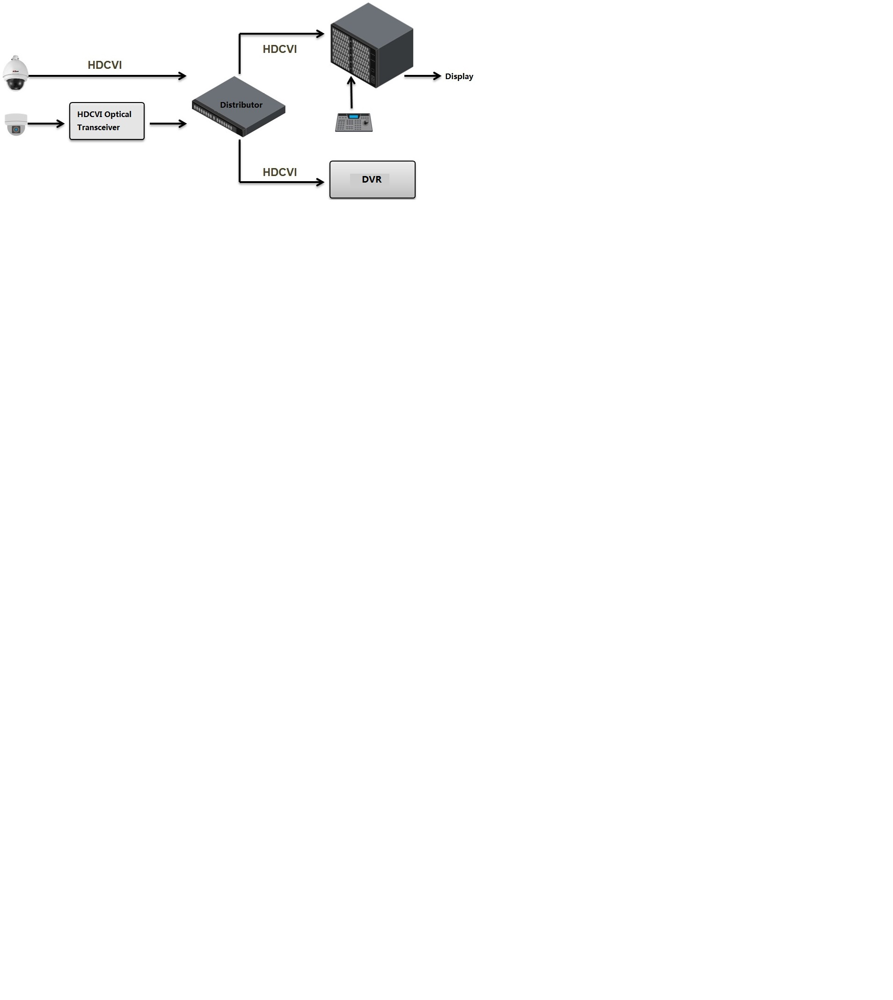 HDCVI
HDCVI
Display
Distributor
HDCVI Optical
Transceiver
HDCVI
DVR